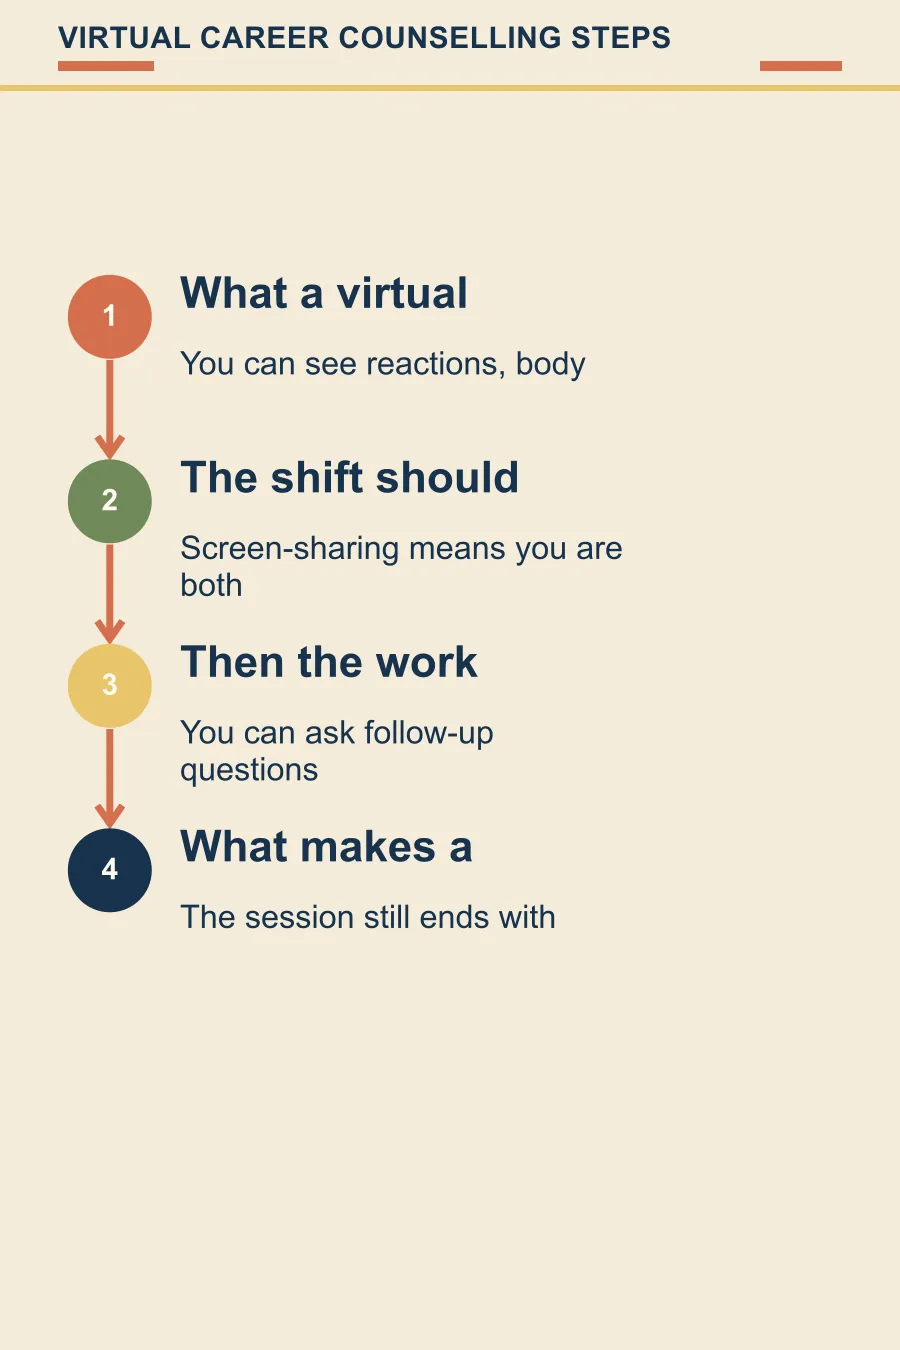 VIRTUAL CAREER COUNSELLING STEPS
1
What a virtual
You can see reactions, body
2
The shift should
Screen-sharing means you are
both
3
Then the work
You can ask follow-up
questions
4
What makes a
The session still ends with